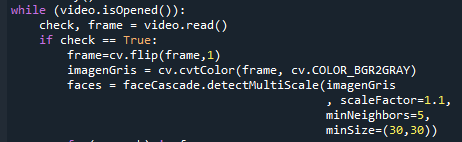 while (video.isOpened()):
check, frame = video.read()
if check == True:
frame=cv.flip(frame,1)
imagenGris = cv.cvtColor(frame, cv.COLOR_BGR2GRAY)
faces = faceCascade.detectMultiScale(imagenGris
, scaleFactor=1.1,
minNeighbors=5,
minSize=(30,30))